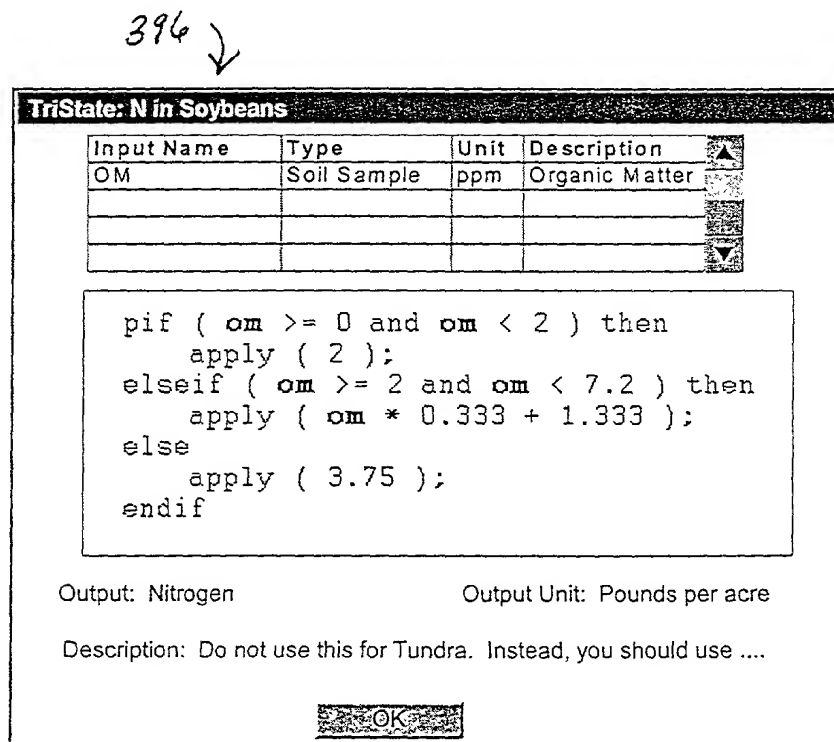 396
TriState: N in Soybeans
Input Name Type Unit Description
OM Soil Sample ppm Organic Matter
pif ( om >= 0 and om < 2 ) then
apply ( 2 );
elseif ( om >= 2 and om < 7.2 ) then
apply ( om * 0.333 + 1.333 );
else
apply ( 3.75 );
endif
Output: Nitrogen Output Unit: Pounds per acre
Description: Do not use this for Tundra. Instead, you should use ....
OK